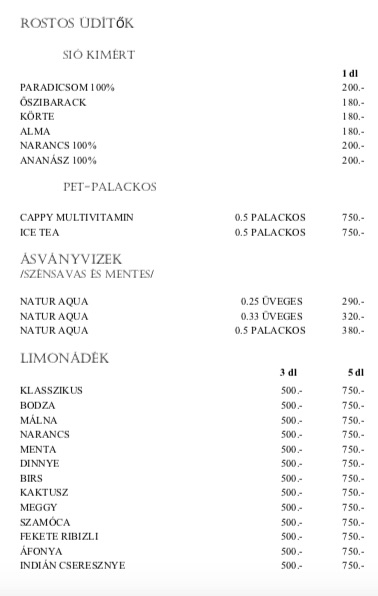 ROSTOS ÜDÍTŐK
SIÓ KIMÉRT
1 dl
PARADICSOM 100% 200.-
ŐSZIBARACK 180.-
KÖRTE 180.-
ALMA 180.-
NARANCS 100% 200.-
ANANÁSZ 100% 200.-
PET-PALACKOS
CAPPY MULTIVITAMIN 0.5 PALACKOS 750.-
ICE TEA 0.5 PALACKOS 750.-
ÁSVÁNYVIZEK
/SZÉNSAVAS ÉS MENTES/
NATUR AQUA 0.25 ÜVEGES 290.-
NATUR AQUA 0.33 ÜVEGES 320.-
NATUR AQUA 0.5 PALACKOS 380.-
LIMONÁDÉK
3 dl 5 dl
KLASSZIKUS 500.- 750.-
BODZA 500.- 750.-
MÁLNA 500.- 750.-
NARANCS 500.- 750.-
MENTA 500.- 750.-
DINNYE 500.- 750.-
BIRS 500.- 750.-
KAKTUSZ 500.- 750.-
MEGGY 500.- 750.-
SZAMÓCA 500.- 750.-
FEKETE RIBIZLI 500.- 750.-
ÁFONYA 500.- 750.-
INDIÁN CSERESZNYE 500.- 750.-